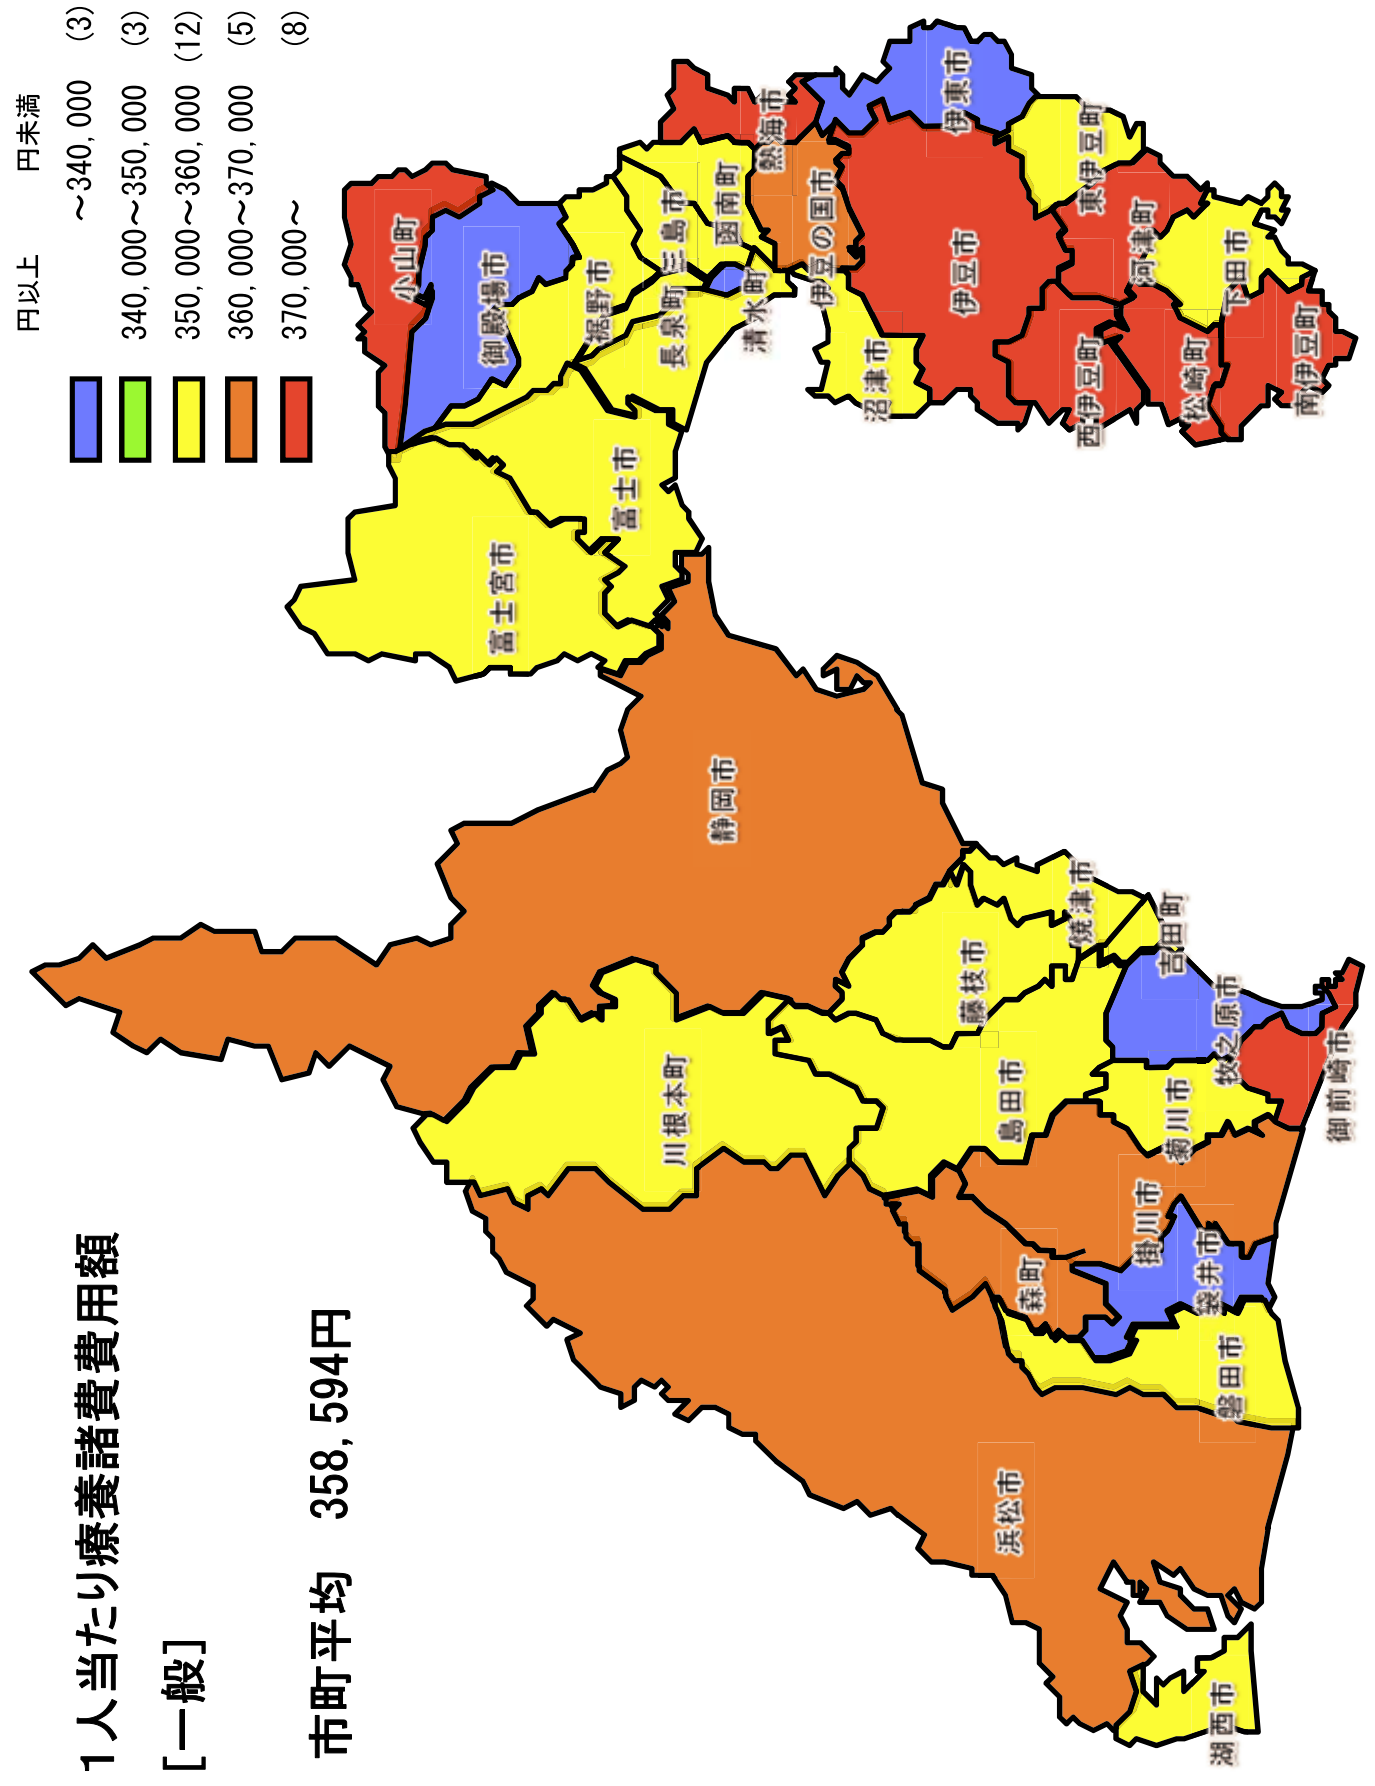 1人当たり療養諸費費用額
[一般]
市町平均　358,594円
円以上　円未満
～340,000　(3)
340,000～350,000　(3)
350,000～360,000　(12)
360,000～370,000　(5)
370,000～　(8)
小山町
御殿場市
裾野市
三島市
函南町
熱海市
長泉町
清水町
伊豆の国市
沼津市
伊豆市
伊東市
東伊豆町
河津町
下田市
西伊豆町
松崎町
南伊豆町
富士宮市
富士市
静岡市
川根本町
藤枝市
焼津市
島田市
吉田町
牧之原市
御前崎市
菊川市
掛川市
森町
袋井市
磐田市
浜松市
湖西市